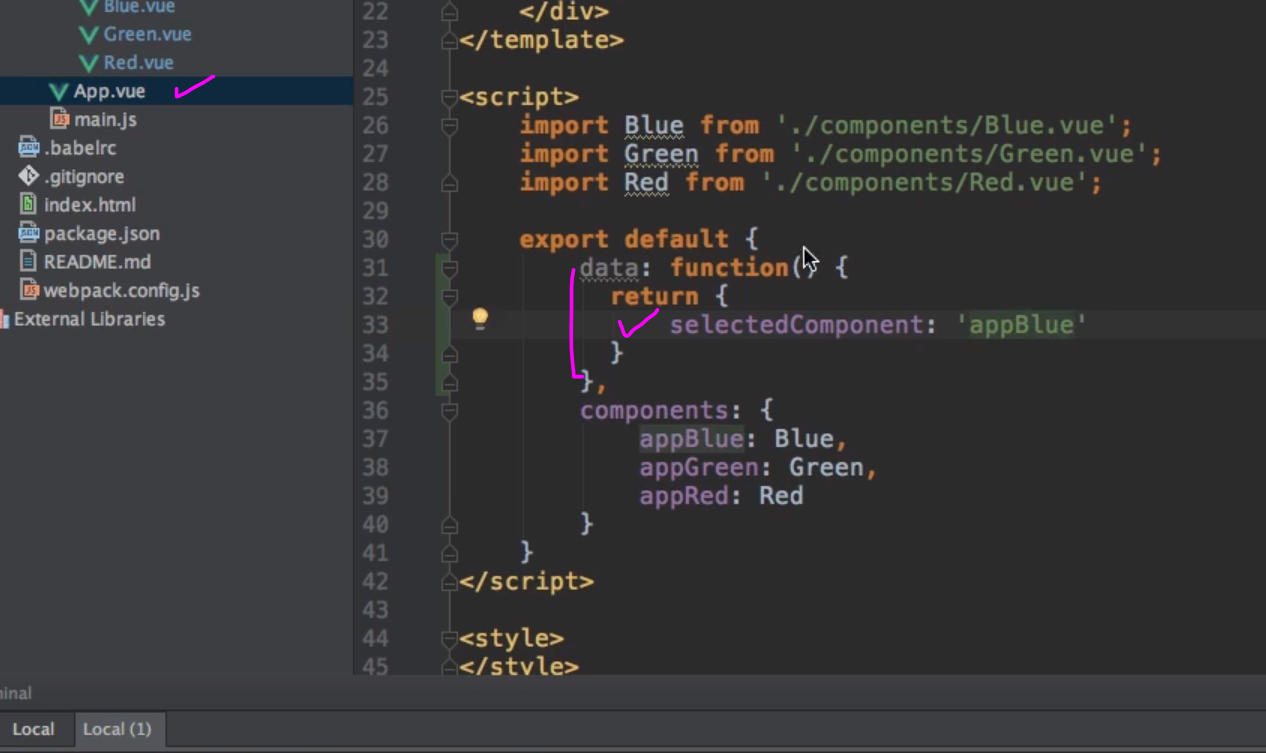 Blue.vue
Green.vue
Red.vue
App.vue
main.js
.babelrc
.gitignore
index.html
package.json
README.md
webpack.config.js
External Libraries
22 </div>
23 </template>
24
25 <script>
26 import Blue from './components/Blue.vue';
27 import Green from './components/Green.vue';
28 import Red from './components/Red.vue';
29
30 export default {
31 data: function() {
32 return {
33 selectedComponent: 'appBlue'
34 }
35 },
36 components: {
37 appBlue: Blue,
38 appGreen: Green,
39 appRed: Red
40 }
41 }
42 </script>
43
44 <style>
45 </style>
inal
Local Local (1)